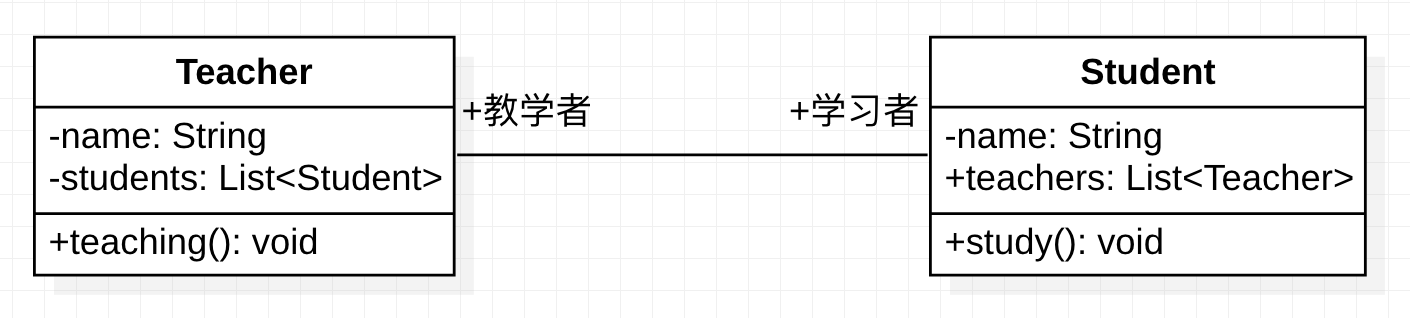 Teacher
-name: String
-students: List<Student>
+teaching(): void
+教学者
+学习者
Student
-name: String
+teachers: List<Teacher>
+study(): void